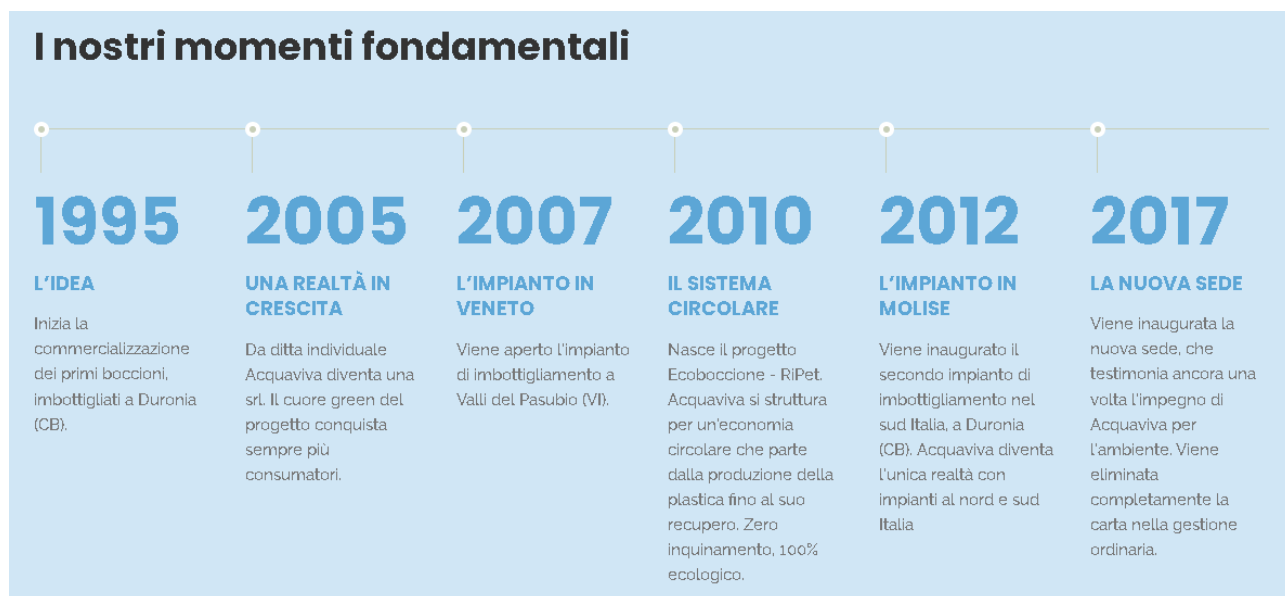 I nostri momenti fondamentali
1995
L'IDEA
Inizia la
commercializzazione
dei primi boccioni,
imbottigliati a Duronia
(CB).
2005
UNA REALTÀ IN
CRESCITA
Da ditta individuale
Acquaviva diventa una
srl. Il cuore green del
progetto conquista
sempre più
consumatori.
2007
L'IMPIANTO IN
VENETO
Viene aperto l'impianto
di imbottigliamento a
Valli del Pasubio (VI).
2010
IL SISTEMA
CIRCOLARE
Nasce il progetto
Ecoboccione - RiPet.
Acquaviva si struttura
per un'economia
circolare che parte
dalla produzione della
plastica fino al suo
recupero. Zero
inquinamento, 100%
ecologico.
2012
L'IMPIANTO IN
MOLISE
Viene inaugurato il
secondo impianto di
imbottigliamento nel
sud Italia, a Duronia
(CB). Acquaviva diventa
l'unica realtà con
impianti al nord e sud
Italia
2017
LA NUOVA SEDE
Viene inaugurata la
nuova sede, che
testimonia ancora una
volta l'impegno di
Acquaviva per
l'ambiente. Viene
eliminata
completamente la
carta nella gestione
ordinaria.